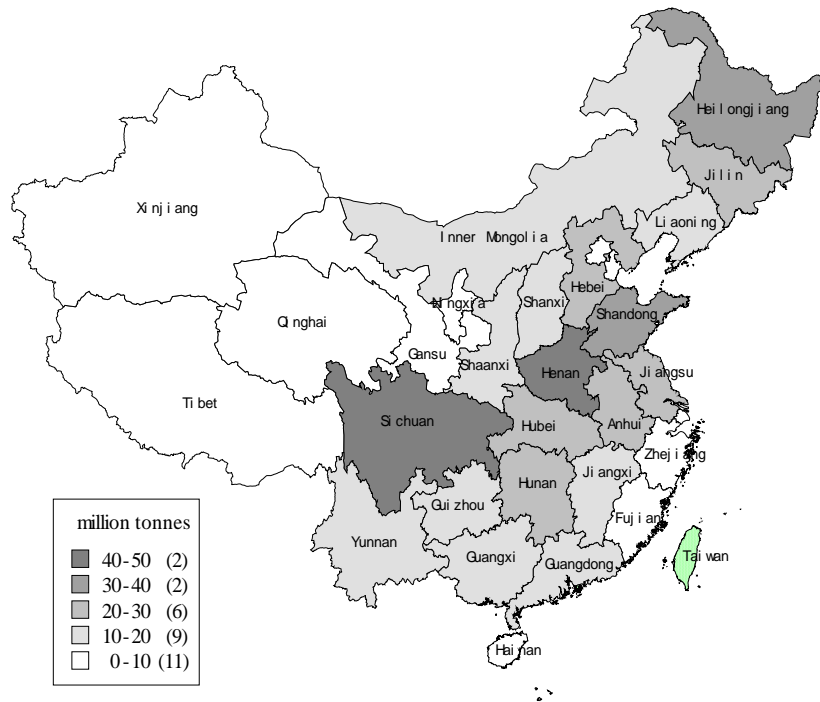 Heilongjiang
Jilin
Xinjiang
Liaoning
Inner Mongolia
Hebei
Ningxia
Shanxi
Shandong
Qinghai
Gansu
Shaanxi
Henan
Jiangsu
Tibet
Sichuan
Hubei
Anhui
Zhejiang
Jiangxi
Hunan
Guizhou
Fujian
Yunnan
Guangxi
Guangdong
Taiwan
Hainan
million tonnes
40-50 (2)
30-40 (2)
20-30 (6)
10-20 (9)
0-10 (11)